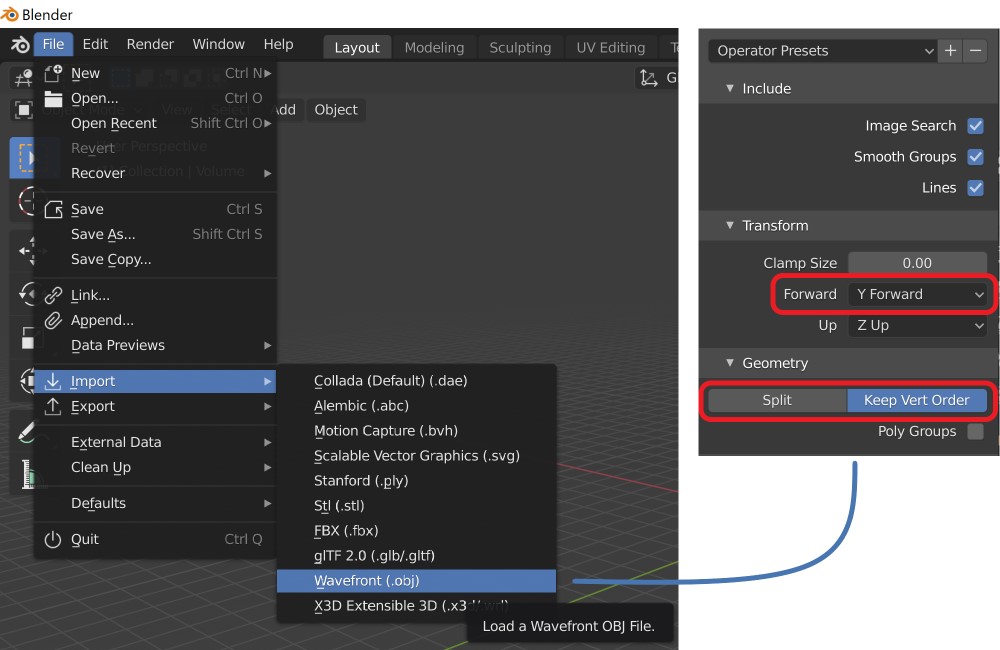 Blender
File Edit Render Window Help Layout Modeling Sculpting UV Editing
New Ctrl N
Open... Ctrl O
Open Recent Shift Ctrl O
Revert
Recover
Save Ctrl S
Save As... Shift Ctrl S
Save Copy...
Link...
Append...
Data Previews
Import
Export
External Data
Clean Up
Defaults
Quit Ctrl Q
View Select Add Object
Perspective
Collection | Volume
Collada (Default) (.dae)
Alembic (.abc)
Motion Capture (.bvh)
Scalable Vector Graphics (.svg)
Stanford (.ply)
Stl (.stl)
FBX (.fbx)
glTF 2.0 (.glb/.gltf)
Wavefront (.obj)
X3D Extensible 3D (.x3d/.wrl)
Load a Wavefront OBJ File.
Operator Presets
Include
Image Search
Smooth Groups
Lines
Transform
Clamp Size 0.00
Forward Y Forward
Up Z Up
Geometry
Split Keep Vert Order
Poly Groups